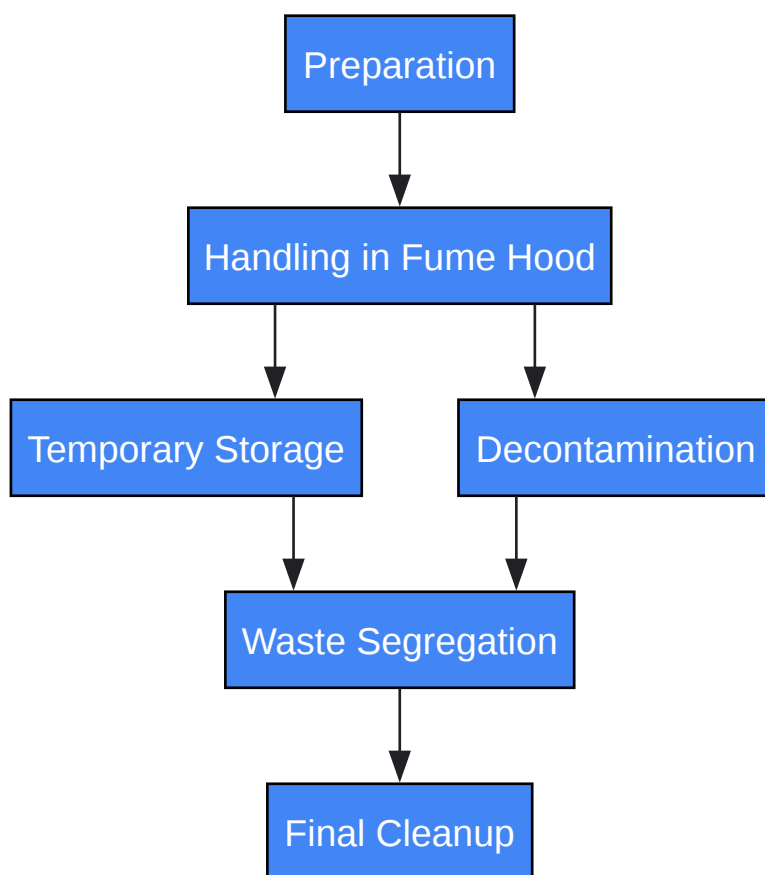 Preparation
Handling in Fume Hood
Temporary Storage
Decontamination
Waste Segregation
Final Cleanup